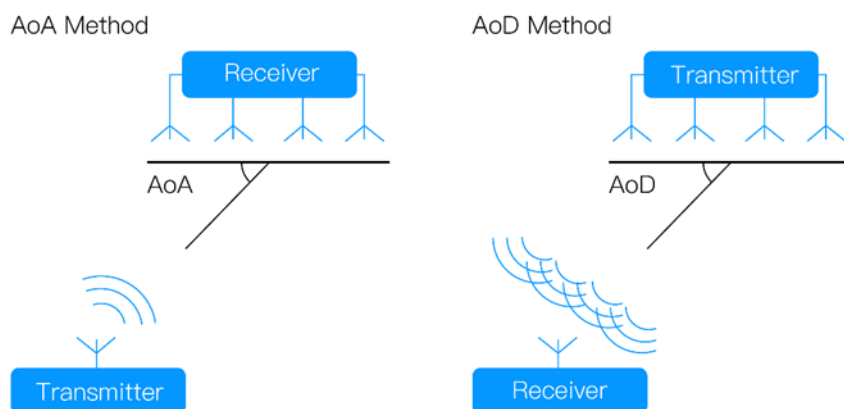 AoA Method
Receiver
AoA
Transmitter
AoD Method
Transmitter
AoD
Receiver